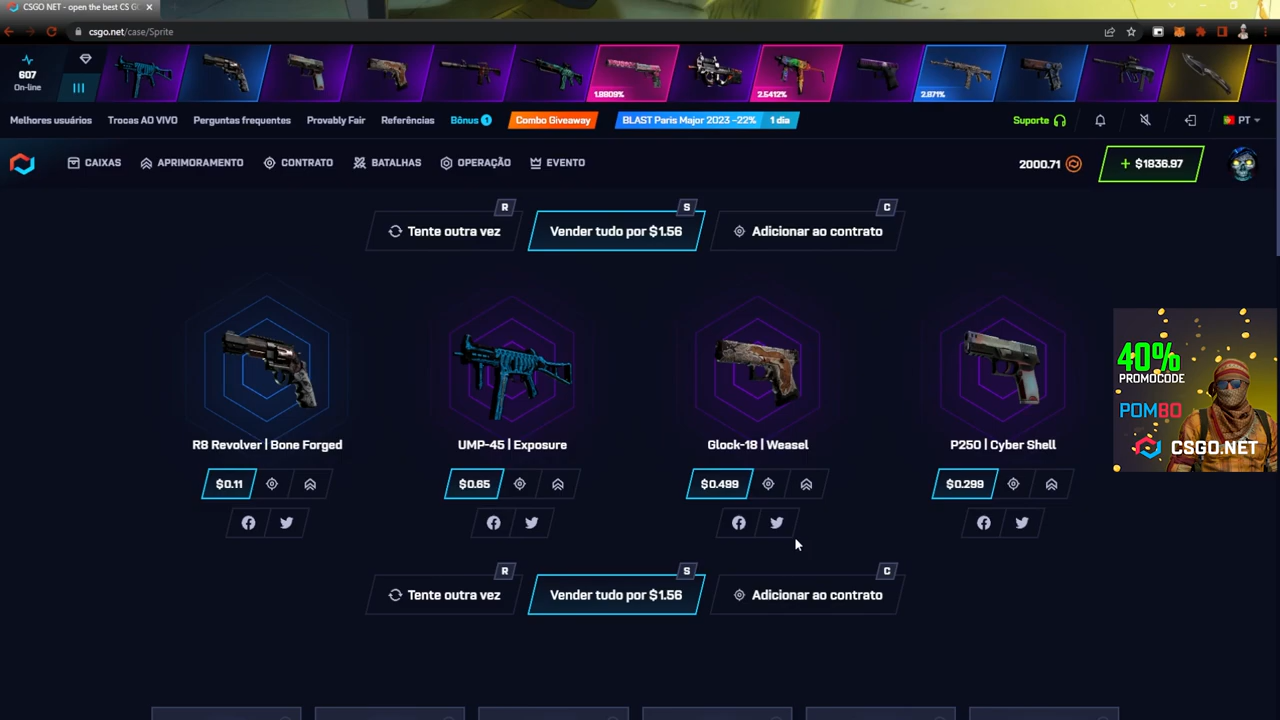 CSGO NET - open the best CS G
csgo.net/case/Sprite
607
On-line
1.8809%
2.5412%
2.871%
Melhores usuários
Trocas AO VIVO
Perguntas frequentes
Provably Fair
Referências
Bônus 1
Combo Giveaway
BLAST Paris Major 2023 –22% 1 dia
Suporte
PT
CAIXAS
APRIMORAMENTO
CONTRATO
BATALHAS
OPERAÇÃO
EVENTO
2000.71
+ $1836.97
R
S
C
Tente outra vez
Vender tudo por $1.56
Adicionar ao contrato
R8 Revolver | Bone Forged
UMP-45 | Exposure
Glock-18 | Weasel
P250 | Cyber Shell
$0.11
$0.65
$0.499
$0.299
40%
PROMOCODE
POM80
CSGO.NET
R
S
C
Tente outra vez
Vender tudo por $1.56
Adicionar ao contrato